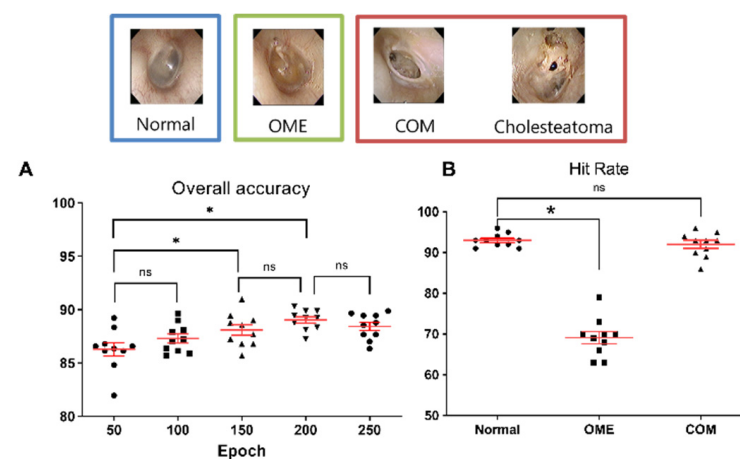 Normal
OME
COM
Cholesteatoma
A
Overall accuracy
100
95
90
85
80
*
*
ns
ns
ns
50
100
150
200
250
Epoch
B
Hit Rate
ns
*
100
90
80
70
60
50
Normal
OME
COM